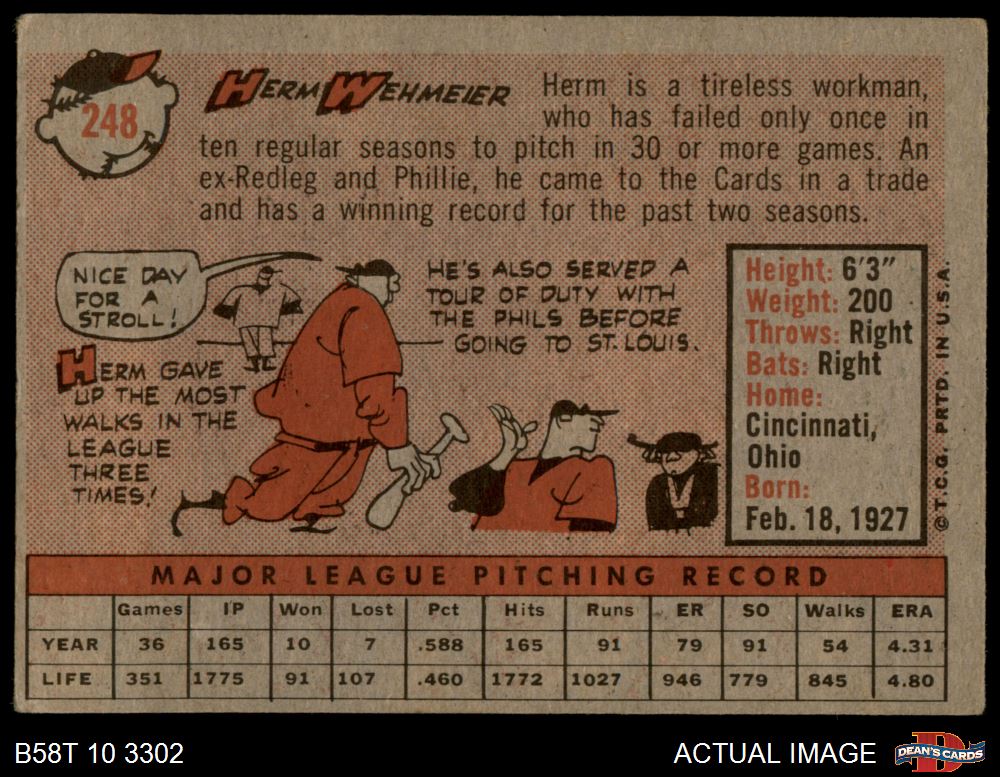 248
HERM WEHMEIER
Herm is a tireless workman,
who has failed only once in
ten regular seasons to pitch in 30 or more games. An
ex-Redleg and Phillie, he came to the Cards in a trade
and has a winning record for the past two seasons.
NICE DAY
FOR A
STROLL!
HERM GAVE
UP THE MOST
WALKS IN THE
LEAGUE
THREE
TIMES!
HE'S ALSO SERVED A
TOUR OF DUTY WITH
THE PHILS BEFORE
GOING TO ST. LOUIS.
Height: 6'3"
Weight: 200
Throws: Right
Bats: Right
Home:
Cincinnati,
Ohio
Born:
Feb. 18, 1927
© T.C.G. PRTD. IN U.S.A.
MAJOR LEAGUE PITCHING RECORD
Games IP Won Lost Pct Hits Runs ER SO Walks ERA
YEAR 36 165 10 7 .588 165 91 79 91 54 4.31
LIFE 351 1775 91 107 .460 1772 1027 946 779 845 4.80
B58T 10 3302
ACTUAL IMAGE
D
DEAN'S CARDS